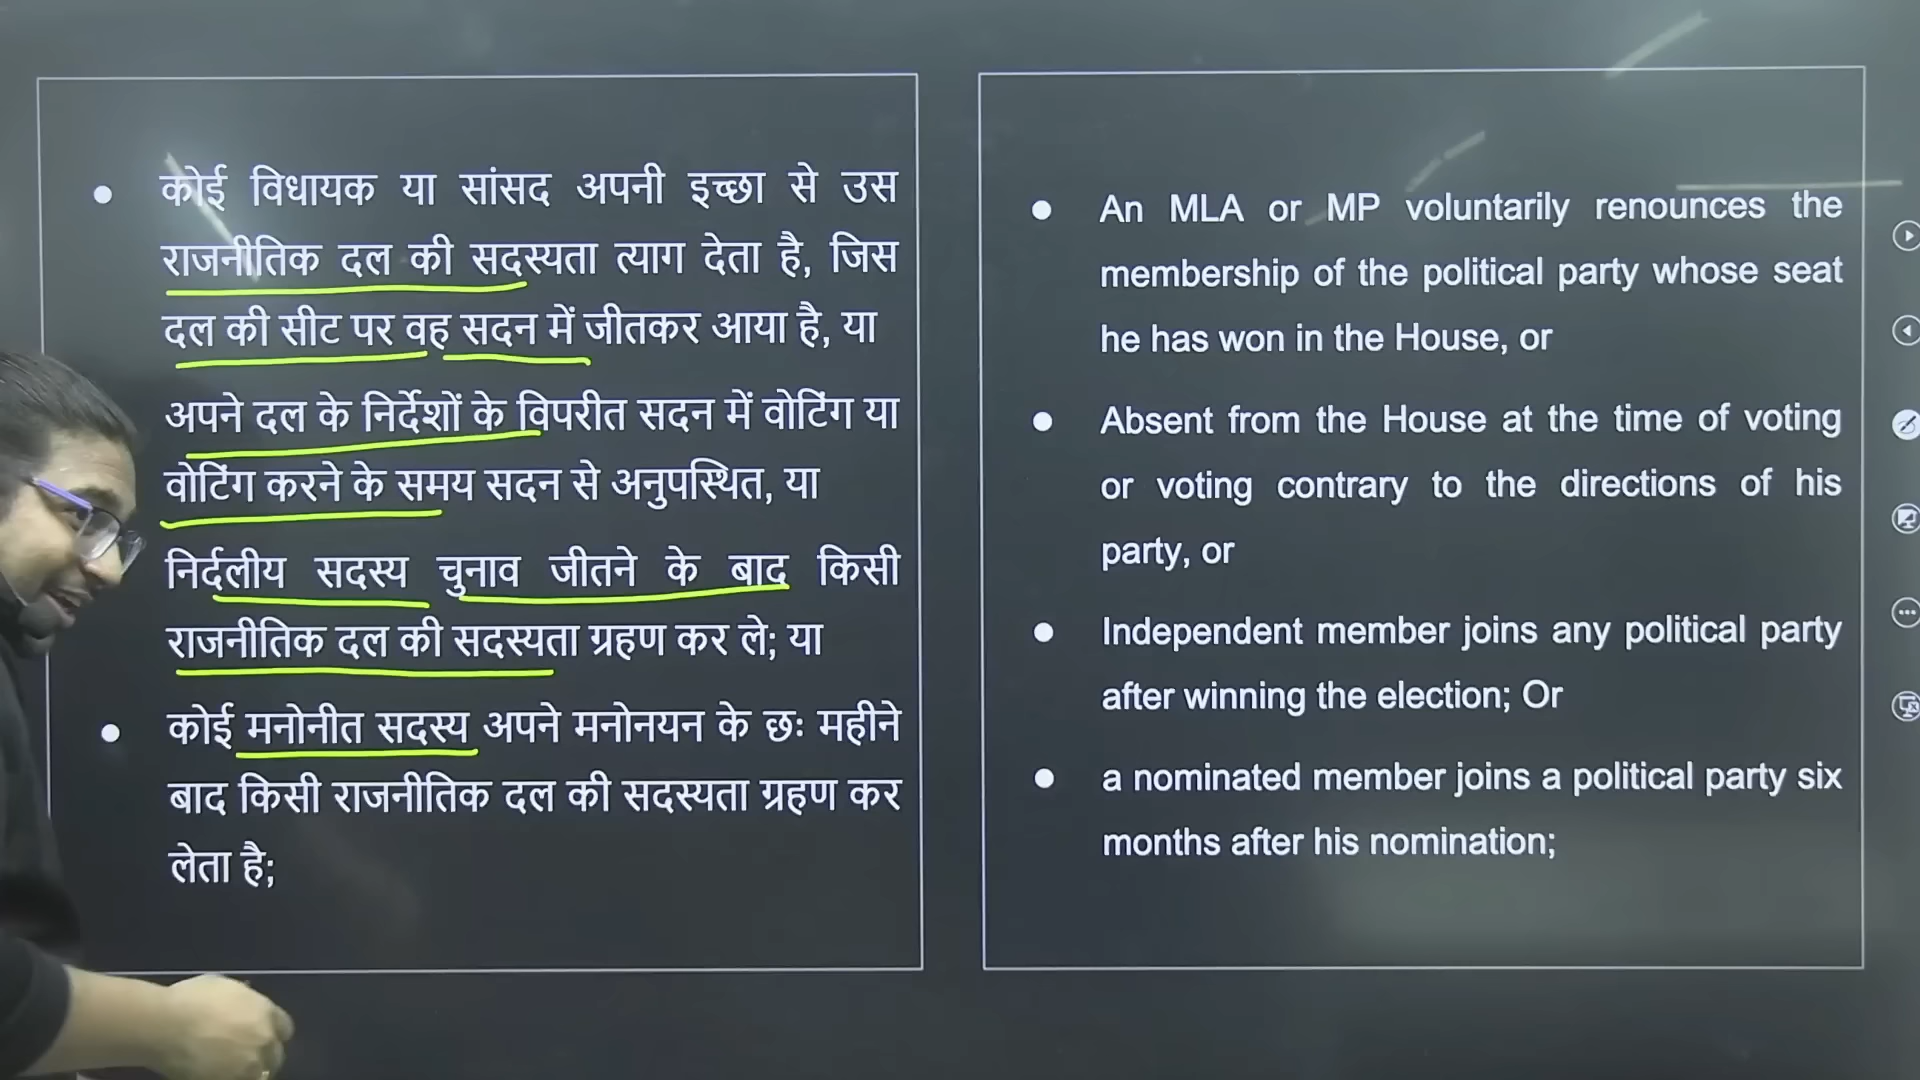 कोई विधायक या सांसद अपनी इच्छा से उस
राजनीतिक दल की सदस्यता त्याग देता है, जिस
दल की सीट पर वह सदन में जीतकर आया है, या
अपने दल के निर्देशों के विपरीत सदन में वोटिंग या
वोटिंग करने के समय सदन से अनुपस्थित, या
निर्दलीय सदस्य चुनाव जीतने के बाद किसी
राजनीतिक दल की सदस्यता ग्रहण कर ले; या
कोई मनोनीत सदस्य अपने मनोनयन के छः महीने
बाद किसी राजनीतिक दल की सदस्यता ग्रहण कर
लेता है;
An MLA or MP voluntarily renounces the
membership of the political party whose seat
he has won in the House, or
Absent from the House at the time of voting
or voting contrary to the directions of his
party, or
Independent member joins any political party
after winning the election; Or
a nominated member joins a political party six
months after his nomination;